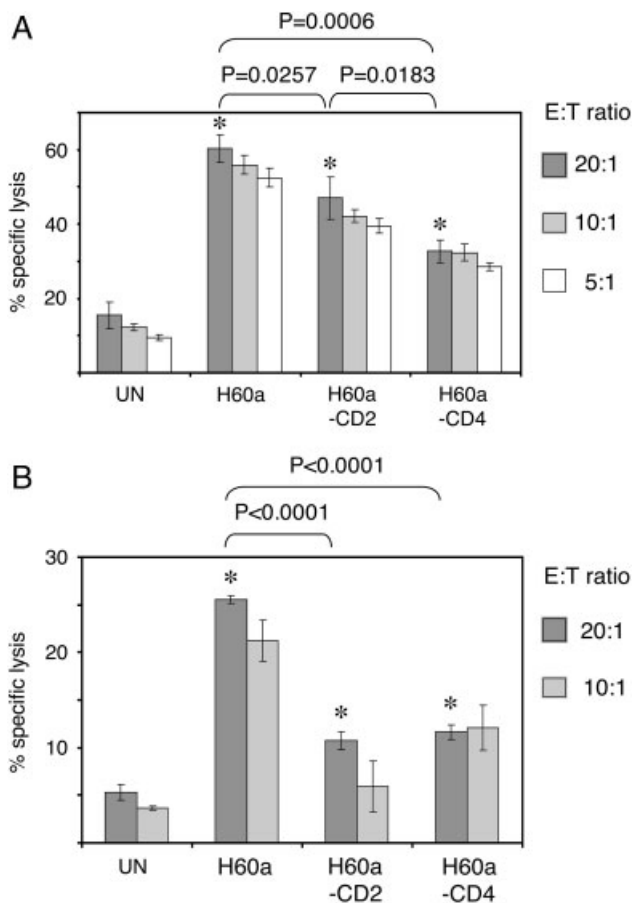 A
P=0.0006
P=0.0257 P=0.0183
* * *
% specific lysis
60
40
20
UN H60a H60a -CD2 H60a -CD4
E:T ratio
20:1
10:1
5:1
B
P<0.0001
P<0.0001
* * *
% specific lysis
30
20
10
0
UN H60a H60a -CD2 H60a -CD4
E:T ratio
20:1
10:1